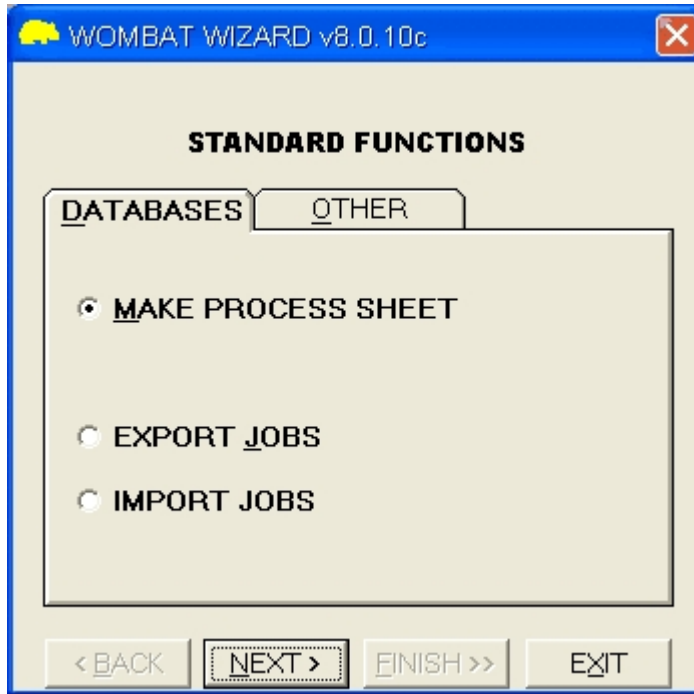 WOMBAT WIZARD v8.0.10c
STANDARD FUNCTIONS
DATABASES OTHER
MAKE PROCESS SHEET
EXPORT JOBS
IMPORT JOBS
< BACK NEXT > FINISH >> EXIT